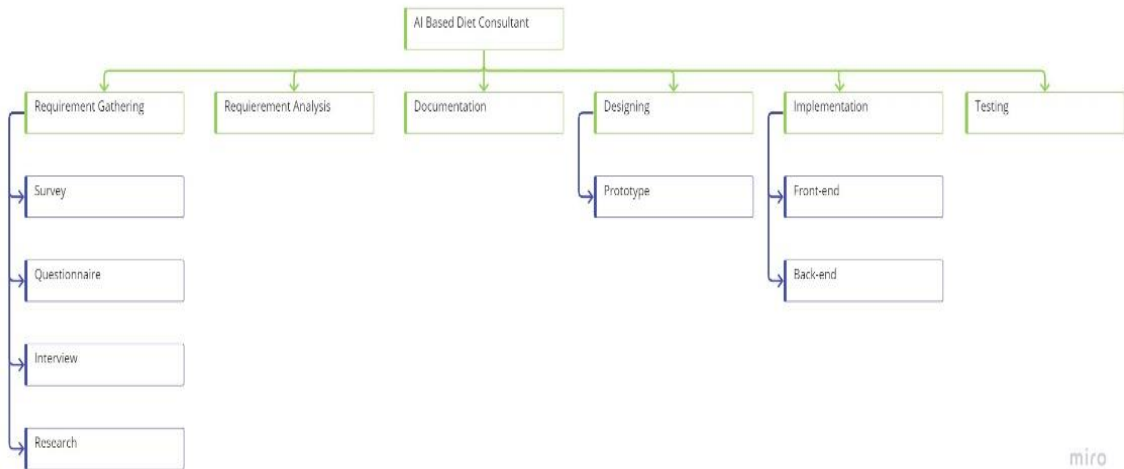 AI Based Diet Consultant
Requirement Gathering
Requierement Analysis
Documentation
Designing
Implementation
Testing
Survey
Prototype
Front-end
Questionnaire
Back-end
Interview
Research
miro